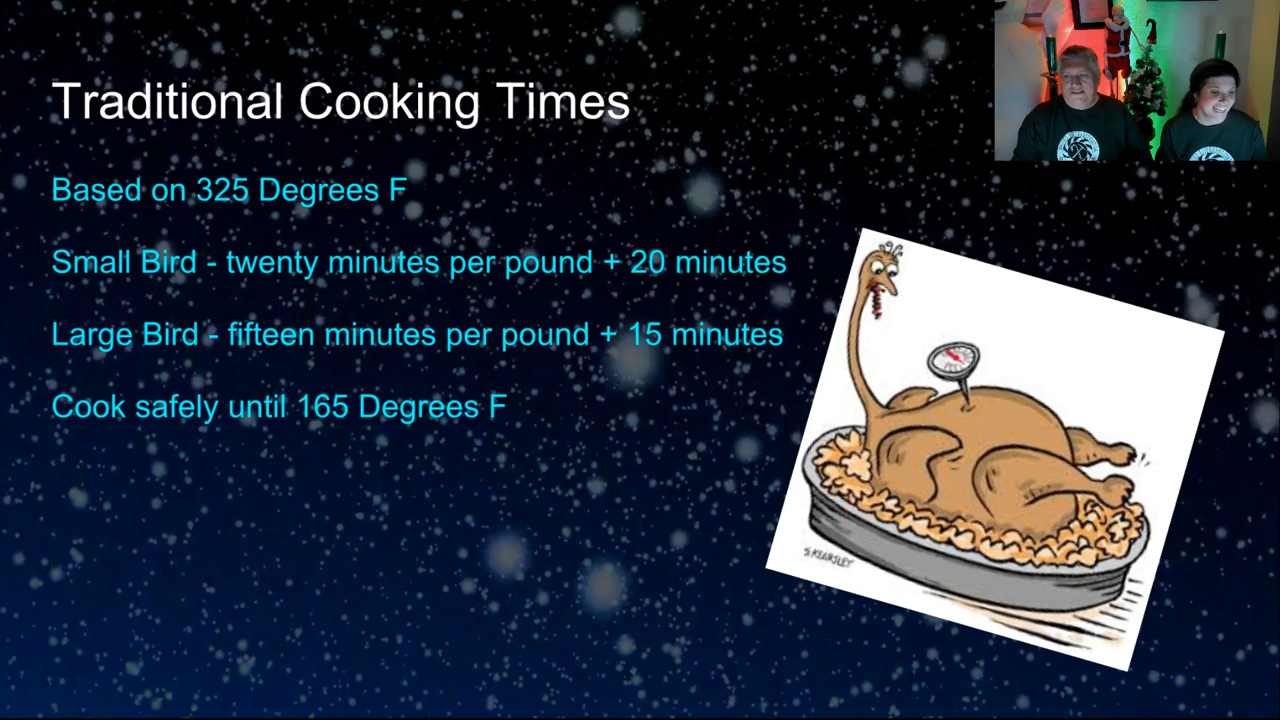 Traditional Cooking Times
Based on 325 Degrees F
Small Bird - twenty minutes per pound + 20 minutes
Large Bird - fifteen minutes per pound + 15 minutes
Cook safely until 165 Degrees F
S. KEARSLEY